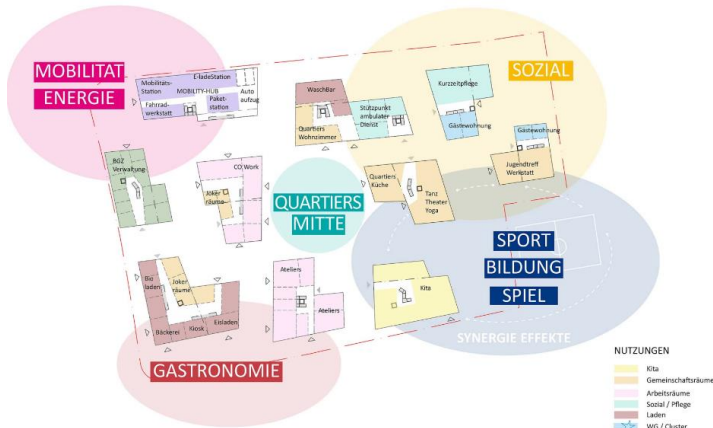 MOBILITÄT
ENERGIE
SOZIAL
E-ladeStation
Mobilitäts-
Station
MOBILITY-HUB
Auto
aufzug
Fahrrad
werkstatt
Paket-
station
WaschBar
Stützpunkt
ambulater
Dienst
Quartiers
Wohnzimmer
Kurzzeitpflege
Gästewohnung
Gästewohnung
Jugendtreff
Werkstatt
BGZ
Verwaltung
CO Work
Joker
räume
QUARTIERS
MITTE
Quartiers
Küche
Tanz
Theater
Yoga
SPORT
BILDUNG
SPIEL
SYNERGIE EFFEKTE
Bio
laden
Joker
räume
Bäckerei
Kiosk
Eisladen
Ateliers
Ateliers
Kita
GASTRONOMIE
NUTZUNGEN
Kita
Gemeinschaftsräume
Arbeitsräume
Sozial / Pflege
Laden
WG / Cluster